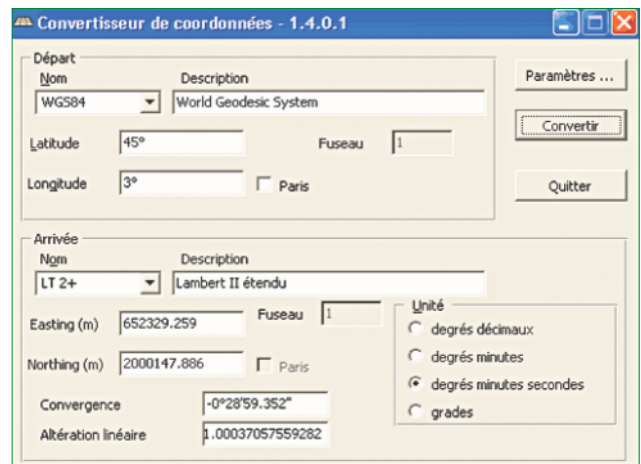 Convertisseur de coordonnées - 1.4.0.1
Départ
Nom Description
WGS84 World Geodesic System
Latitude 45° Fuseau 1
Longitude 3° Paris
Paramètres ...
Convertir
Quitter
Arrivée
Nom Description
LT 2+ Lambert II étendu
Easting (m) 652329.259 Fuseau 1
Northing (m) 2000147.886 Paris
Convergence -0°28'59.352"
Altération linéaire 1.00037057559282
Unité
degrés décimaux
degrés minutes
degrés minutes secondes
grades